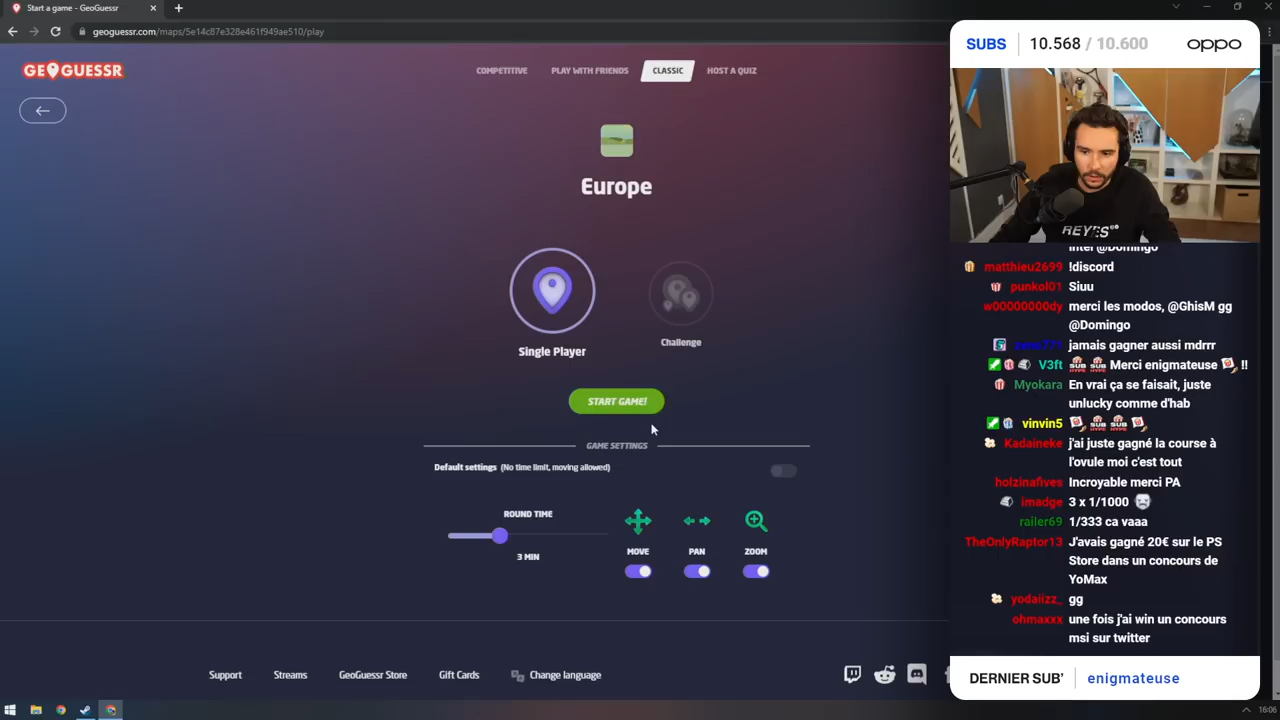 Start a game - GeoGuessr
geoguessr.com/maps/5e14c87e328e461f949ae510/play
GEOGUESSR
COMPETITIVE
PLAY WITH FRIENDS
CLASSIC
HOST A QUIZ
Europe
Single Player
Challenge
START GAME!
GAME SETTINGS
Default settings (No time limit, moving allowed)
ROUND TIME
3 MIN
MOVE
PAN
ZOOM
Support
Streams
GeoGuessr Store
Gift Cards
Change language
SUBS 10.568 / 10.600 oppo
REYES
inter @Domingo
matthieu2699 !discord
punkol01 Siuu
w00000000dy merci les modos, @GhisM gg
@Domingo
jamais gagner aussi mdrrr
V3ft Merci enigmateuse !!
Myokara En vrai ça se faisait, juste
unlucky comme d'hab
vinvin5
Kadaineke j'ai juste gagné la course à
l'ovule moi c'est tout
holzinafives Incroyable merci PA
imadge 3 x 1/1000
railer69 1/333 ca vaaa
TheOnlyRaptor13 J'avais gagné 20€ sur le PS
Store dans un concours de
YoMax
yodaiizz_ gg
ohmaxxx une fois j'ai win un concours
msi sur twitter
DERNIER SUB' enigmateuse
16:06